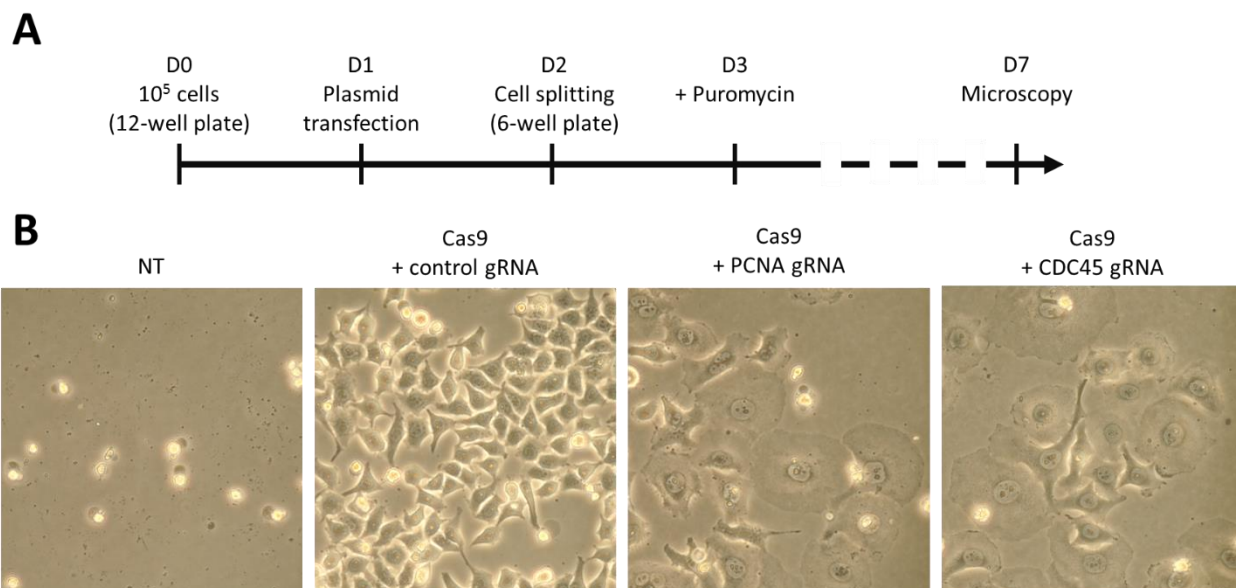 A
D0
10⁵ cells
(12-well plate)
D1
Plasmid
transfection
D2
Cell splitting
(6-well plate)
D3
+ Puromycin
D7
Microscopy
B
NT
Cas9
+ control gRNA
Cas9
+ PCNA gRNA
Cas9
+ CDC45 gRNA